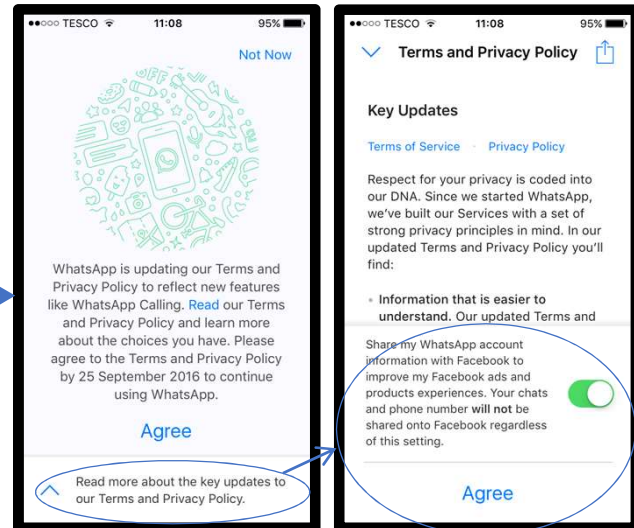 TESCO 11:08 95%
Not Now
WhatsApp is updating our Terms and
Privacy Policy to reflect new features
like WhatsApp Calling. Read our Terms
and Privacy Policy and learn more
about the choices you have. Please
agree to the Terms and Privacy Policy
by 25 September 2016 to continue
using WhatsApp.
Agree
Read more about the key updates to
our Terms and Privacy Policy.
TESCO 11:08 95%
Terms and Privacy Policy
Key Updates
Terms of Service · Privacy Policy
Respect for your privacy is coded into
our DNA. Since we started WhatsApp,
we've built our Services with a set of
strong privacy principles in mind. In our
updated Terms and Privacy Policy you'll
find:
• Information that is easier to
understand. Our updated Terms and
Share my WhatsApp account
information with Facebook to
improve my Facebook ads and
products experiences. Your chats
and phone number will not be
shared onto Facebook regardless
of this setting.
Agree